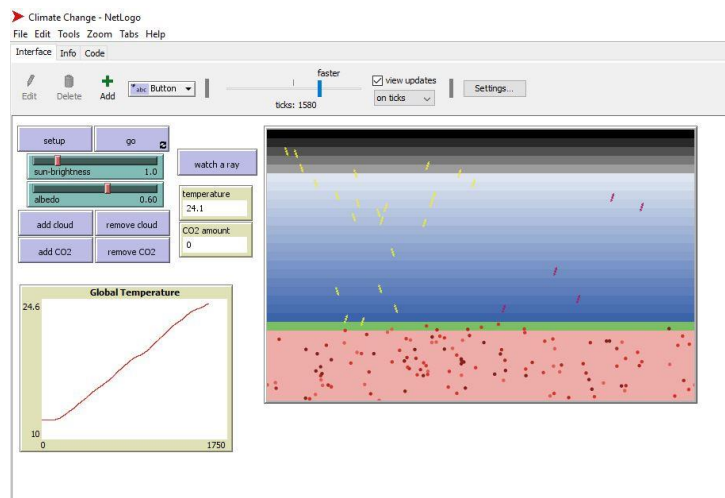 Climate Change - NetLogo
File Edit Tools Zoom Tabs Help
Interface Info Code
Edit Delete Add abc Button faster view updates Settings...
ticks: 1580 on ticks
setup go
sun-brightness 1.0
albedo 0.60
add cloud remove cloud
add CO2 remove CO2
watch a ray
temperature
24.1
CO2 amount
0
Global Temperature
24.6
10
0 1750